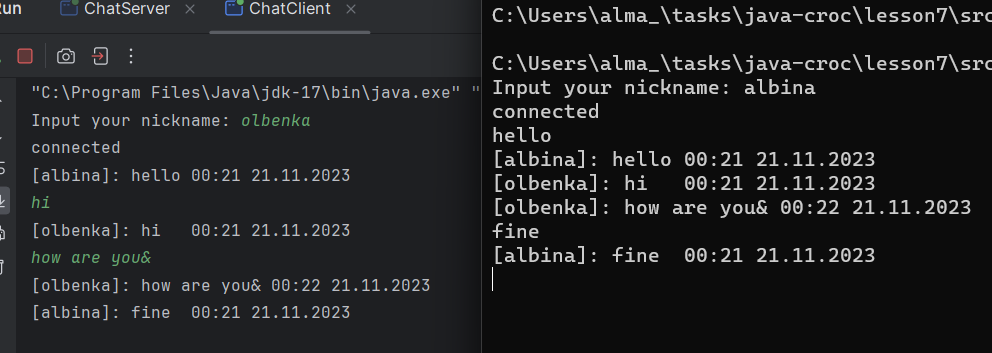 Run
ChatServer
ChatClient
"C:\Program Files\Java\jdk-17\bin\java.exe" "
Input your nickname: olbenka
connected
[albina]: hello 00:21 21.11.2023
hi
[olbenka]: hi   00:21 21.11.2023
how are you&
[olbenka]: how are you& 00:22 21.11.2023
[albina]: fine  00:21 21.11.2023
C:\Users\alma_\tasks\java-croc\lesson7\src
C:\Users\alma_\tasks\java-croc\lesson7\src
Input your nickname: albina
connected
hello
[albina]: hello 00:21 21.11.2023
[olbenka]: hi   00:21 21.11.2023
[olbenka]: how are you& 00:22 21.11.2023
fine
[albina]: fine  00:21 21.11.2023